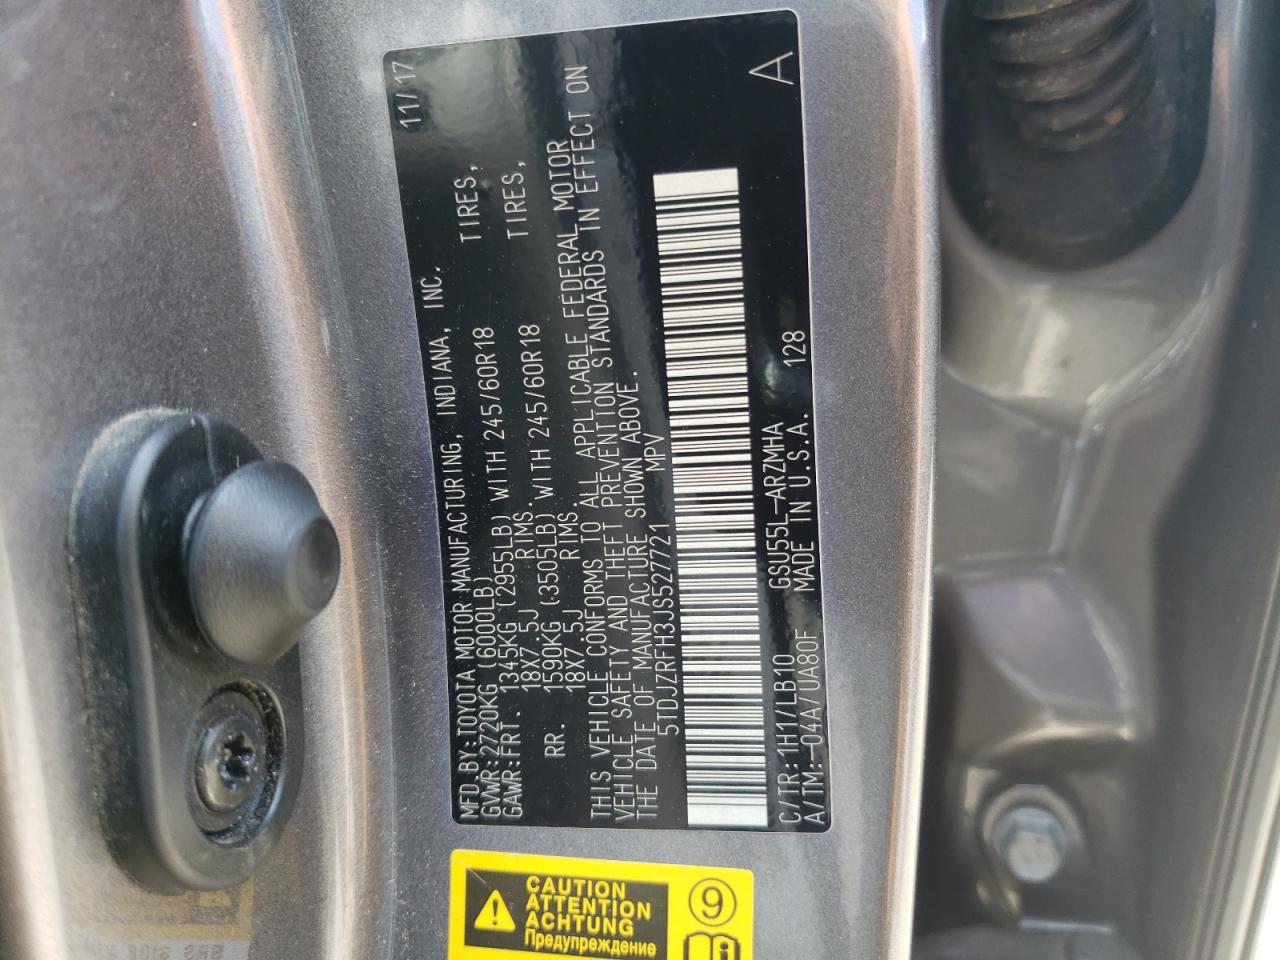 MFD.BY:TOYOTA MOTOR MANUFACTURING, INDIANA, INC. 11/17
GVWR:2720KG (6000LB)
GAWR:FRT. 1345KG (2955LB) WITH 245/60R18 TIRES,
18X7.5J RIMS
RR. 1590KG (3505LB) WITH 245/60R18 TIRES,
18X7.5J RIMS.
THIS VEHICLE CONFORMS TO ALL APPLICABLE FEDERAL MOTOR
VEHICLE SAFETY AND THEFT PREVENTION STANDARDS IN EFFECT ON
THE DATE OF MANUFACTURE SHOWN ABOVE.
5TDJZRFH3JS527721 MPV
A
C/TR:1H1/LB10 GSU55L-ARZMHA
A/TM:-04A/UA80F MADE IN U.S.A. 128
CAUTION
ATTENTION
ACHTUNG
Предупреждение
9